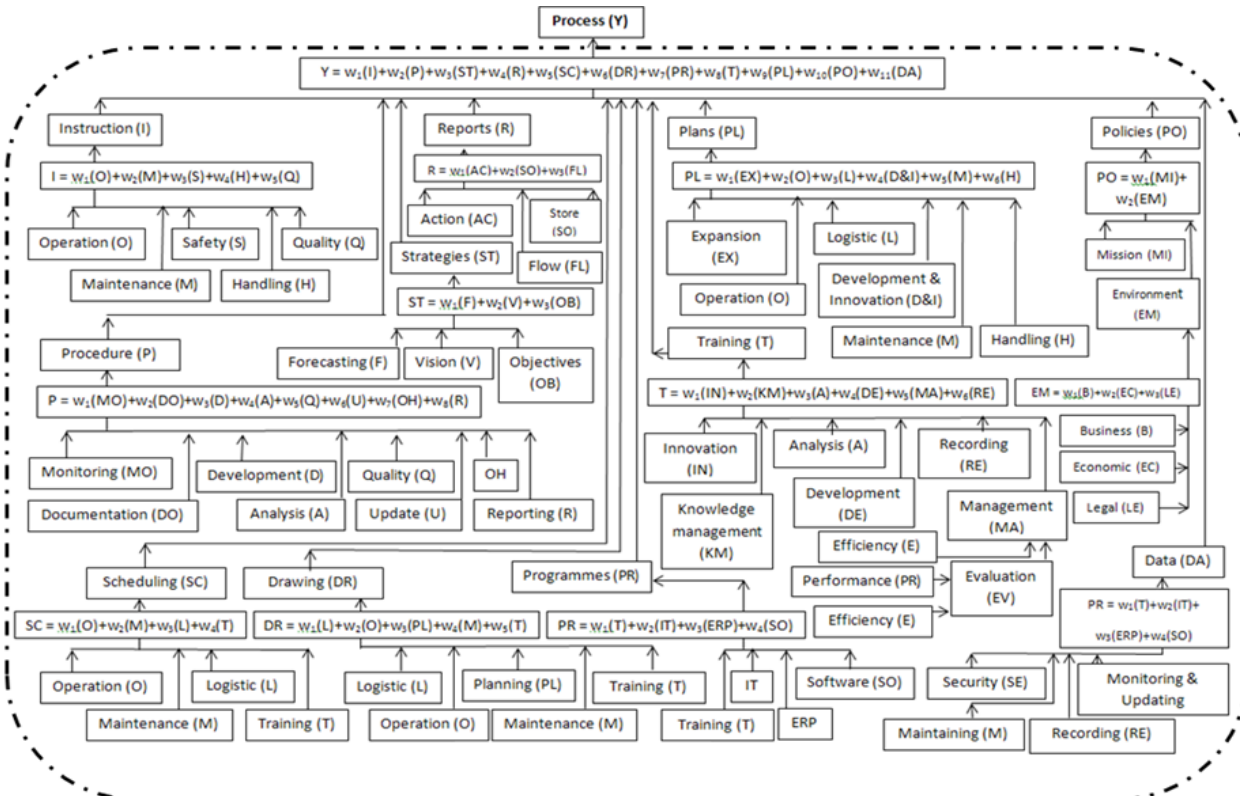 Process (Y)
Y = w₁(I)+w₂(P)+w₃(ST)+w₄(R)+w₅(SC)+w₆(DR)+w₇(PR)+w₈(T)+w₉(PL)+w₁₀(PO)+w₁₁(DA)
Instruction (I)
I = w₁(O)+w₂(M)+w₃(S)+w₄(H)+w₅(Q)
Operation (O)
Safety (S)
Quality (Q)
Maintenance (M)
Handling (H)
Reports (R)
R = w₁(AC)+w₂(SO)+w₃(FL)
Action (AC)
Store
(SO)
Flow (FL)
Strategies (ST)
ST = w₁(F)+w₂(V)+w₃(OB)
Forecasting (F)
Vision (V)
Objectives
(OB)
Plans (PL)
PL = w₁(EX)+w₂(O)+w₃(L)+w₄(D&I)+w₅(M)+w₆(H)
Expansion
(EX)
Logistic (L)
Operation (O)
Development &
Innovation (D&I)
Maintenance (M)
Handling (H)
Policies (PO)
PO = w₁(MI)+
w₂(EM)
Mission (MI)
Environment
(EM)
EM = w₁(B)+w₂(EC)+w₃(LE)
Business (B)
Economic (EC)
Legal (LE)
Procedure (P)
P = w₁(MO)+w₂(DO)+w₃(D)+w₄(A)+w₅(Q)+w₆(U)+w₇(OH)+w₈(R)
Monitoring (MO)
Development (D)
Quality (Q)
OH
Documentation (DO)
Analysis (A)
Update (U)
Reporting (R)
Training (T)
T = w₁(IN)+w₂(KM)+w₃(A)+w₄(DE)+w₅(MA)+w₆(RE)
Innovation
(IN)
Analysis (A)
Recording
(RE)
Knowledge
management
(KM)
Development
(DE)
Management
(MA)
Efficiency (E)
Performance (PR)
Evaluation
(EV)
Efficiency (E)
Scheduling (SC)
SC = w₁(O)+w₂(M)+w₃(L)+w₄(T)
Operation (O)
Logistic (L)
Maintenance (M)
Training (T)
Drawing (DR)
DR = w₁(L)+w₂(O)+w₃(PL)+w₄(M)+w₅(T)
Logistic (L)
Planning (PL)
Training (T)
Operation (O)
Maintenance (M)
Programmes (PR)
PR = w₁(T)+w₂(IT)+w₃(ERP)+w₄(SO)
IT
Software (SO)
Training (T)
ERP
Data (DA)
PR = w₁(T)+w₂(IT)+
w₃(ERP)+w₄(SO)
Security (SE)
Monitoring &
Updating
Maintaining (M)
Recording (RE)